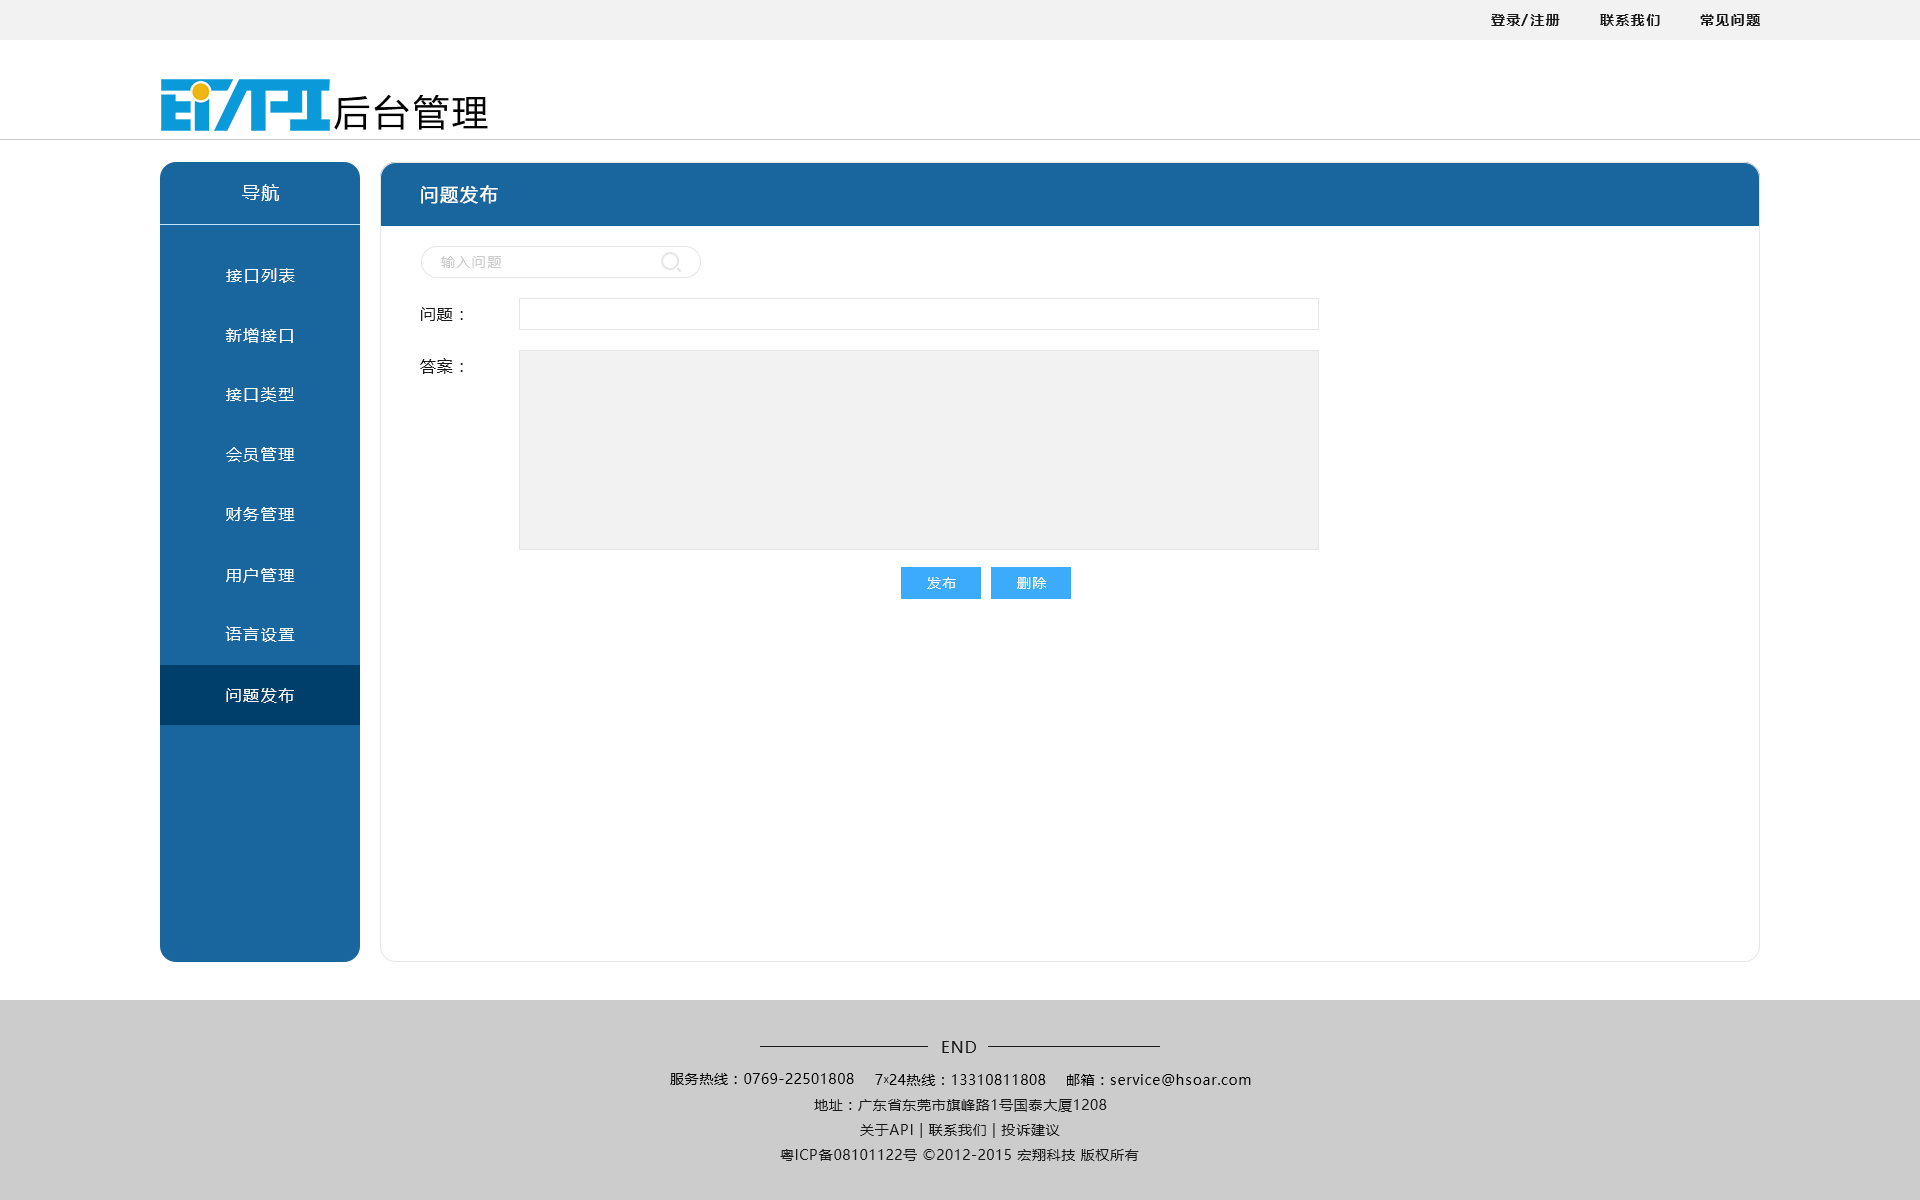 登录/注册 联系我们 常见问题
EiAPI后台管理
导航
接口列表
新增接口
接口类型
会员管理
财务管理
用户管理
语言设置
问题发布
问题发布
输入问题
问题：
答案：
发布 删除
END
服务热线：0769-22501808 7x24热线：13310811808 邮箱：service@hsoar.com
地址：广东省东莞市旗峰路1号国泰大厦1208
关于API | 联系我们 | 投诉建议
粤ICP备08101122号 ©2012-2015 宏翔科技 版权所有